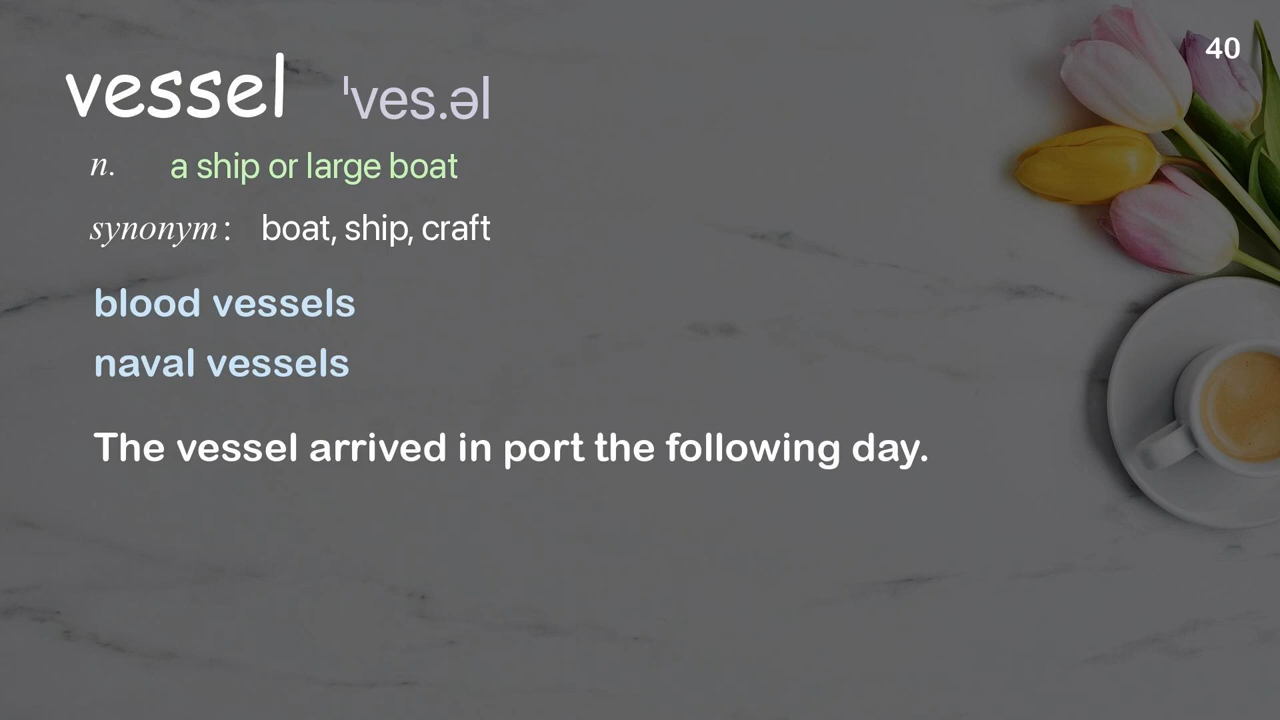 40
vessel ˈves.əl
n. a ship or large boat
synonym: boat, ship, craft
blood vessels
naval vessels
The vessel arrived in port the following day.